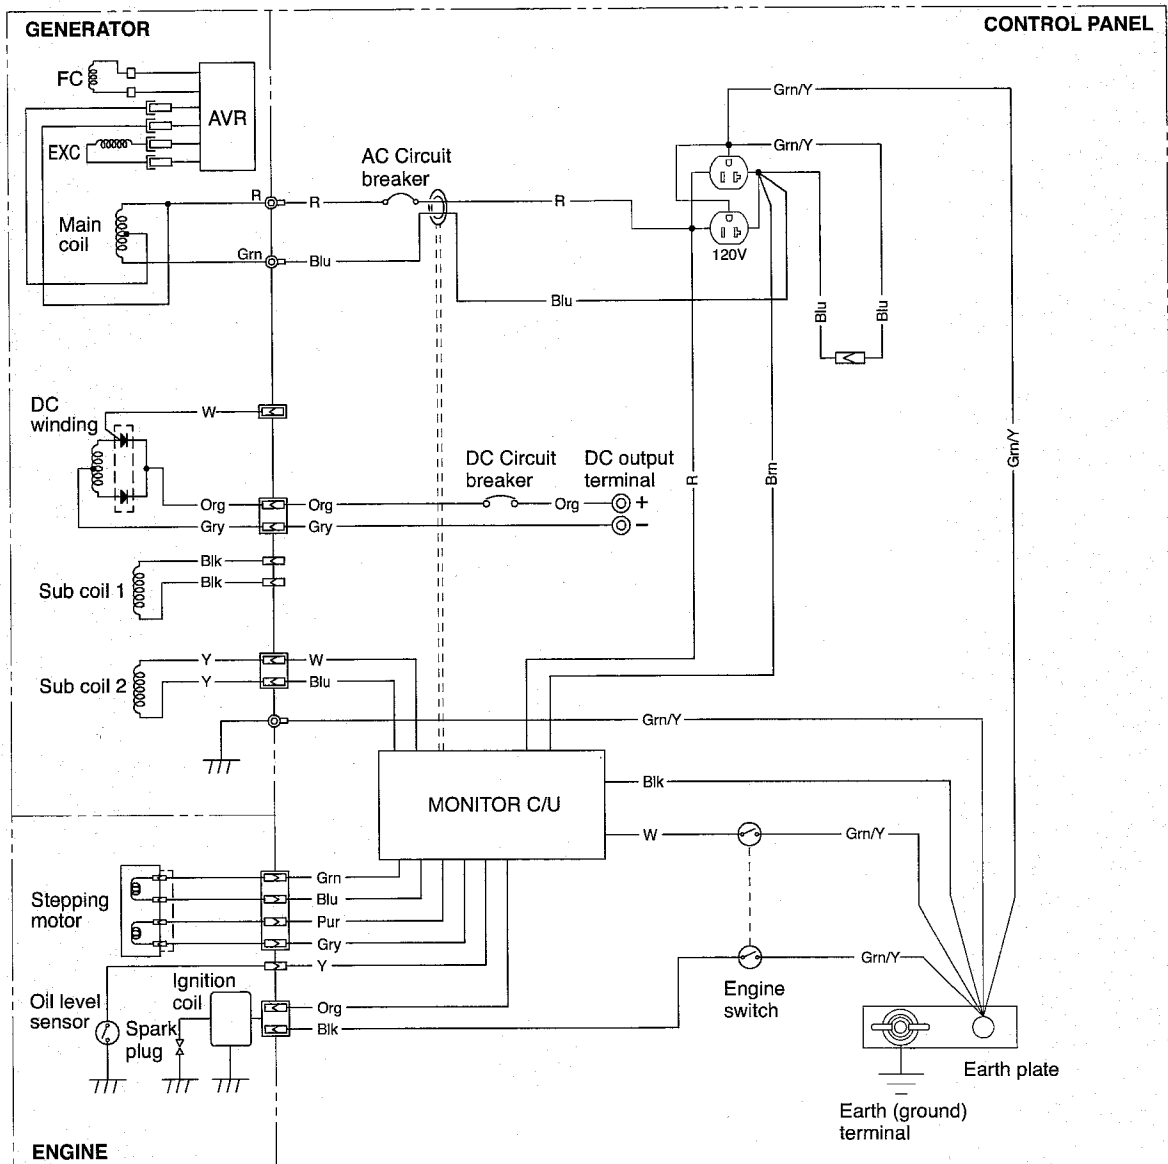 GENERATOR
CONTROL PANEL
FC
AVR
EXC
Grn/Y
Grn/Y
AC Circuit
breaker
R
R
R
Main
coil
120V
Grn
Blu
Blu
Blu
Blu
DC
winding
W
Grn/Y
DC Circuit
breaker
DC output
terminal
R
Brn
Org
Org
Org
+
Gry
Gry
−
Blk
Sub coil 1
Blk
Y
W
Sub coil 2
Y
Blu
Grn/Y
MONITOR C/U
Blk
W
Grn/Y
Stepping
motor
Grn
Blu
Pur
Gry
Y
Grn/Y
Ignition
coil
Engine
switch
Oil level
sensor
Org
Spark
plug
Blk
Earth plate
Earth (ground)
terminal
ENGINE